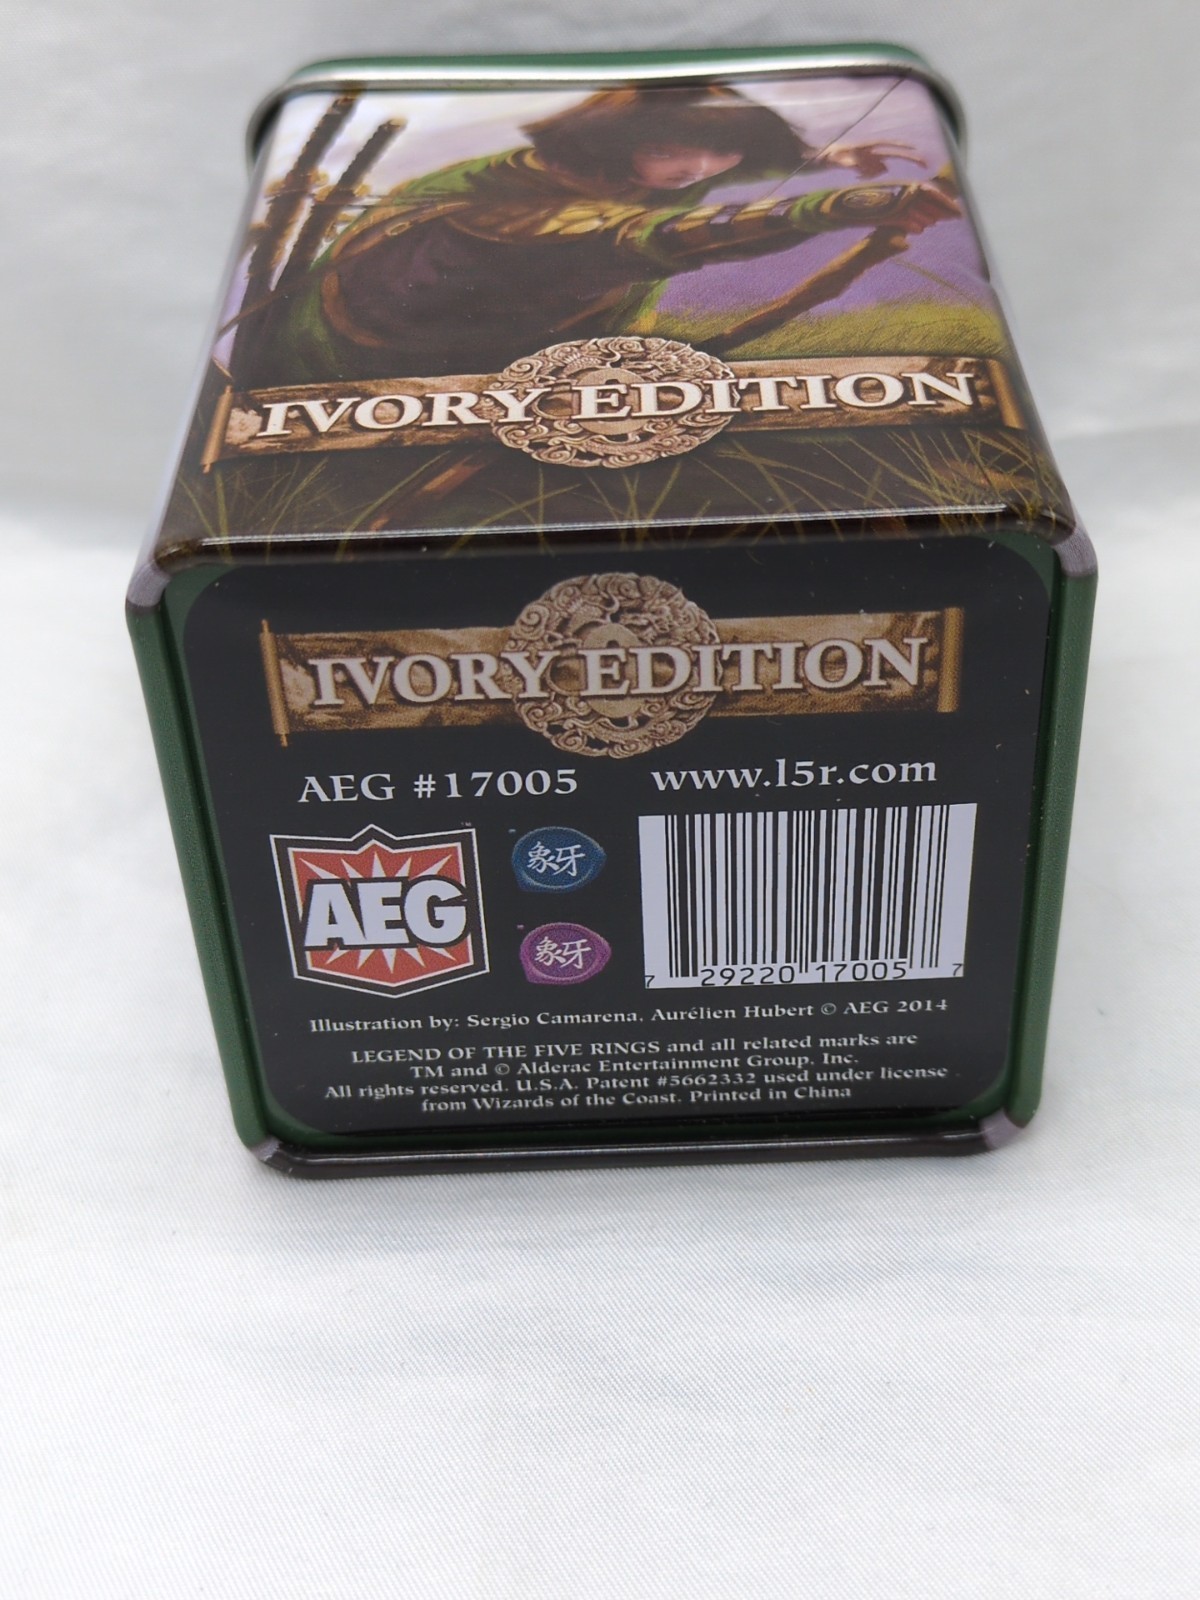 IVORY EDITION
IVORY EDITION
AEG #17005
www.l5r.com
AEG
™
象牙
象牙
7 29220 17005 7
Illustration by: Sergio Camarena, Aurélien Hubert © AEG 2014
LEGEND OF THE FIVE RINGS and all related marks are
TM and © Alderac Entertainment Group, Inc.
All rights reserved. U.S.A. Patent #5662332 used under license
from Wizards of the Coast. Printed in China